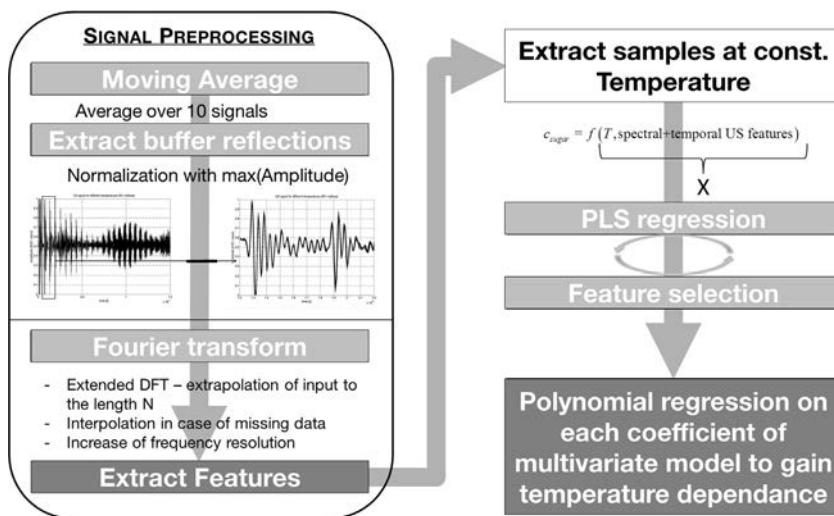 SIGNAL PREPROCESSING
Moving Average
Average over 10 signals
Extract buffer reflections
Normalization with max(Amplitude)
Fourier transform
- Extended DFT – extrapolation of input to
the length N
- Interpolation in case of missing data
- Increase of frequency resolution
Extract Features
Extract samples at const.
Temperature
c_sugar = f(T,spectral+temporal US features)
X
PLS regression
Feature selection
Polynomial regression on
each coefficient of
multivariate model to gain
temperature dependance